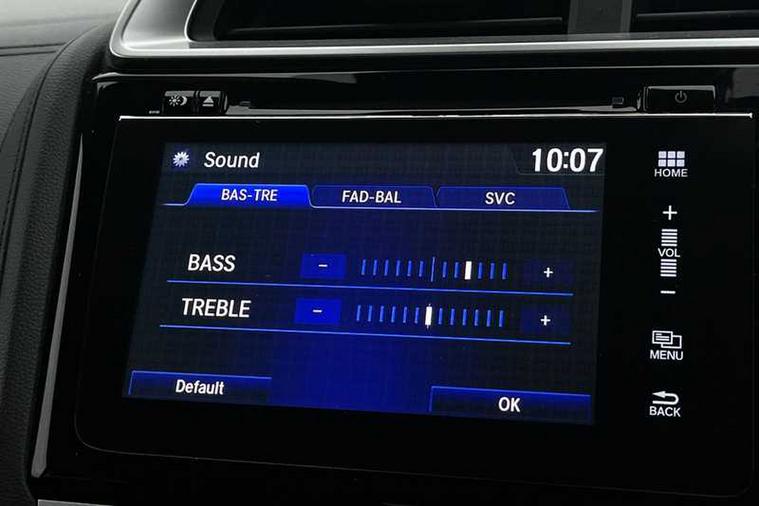 Sound
10:07
HOME
BAS-TRE
FAD-BAL
SVC
+
VOL
−
BASS
− +
TREBLE
− +
MENU
Default
OK
BACK